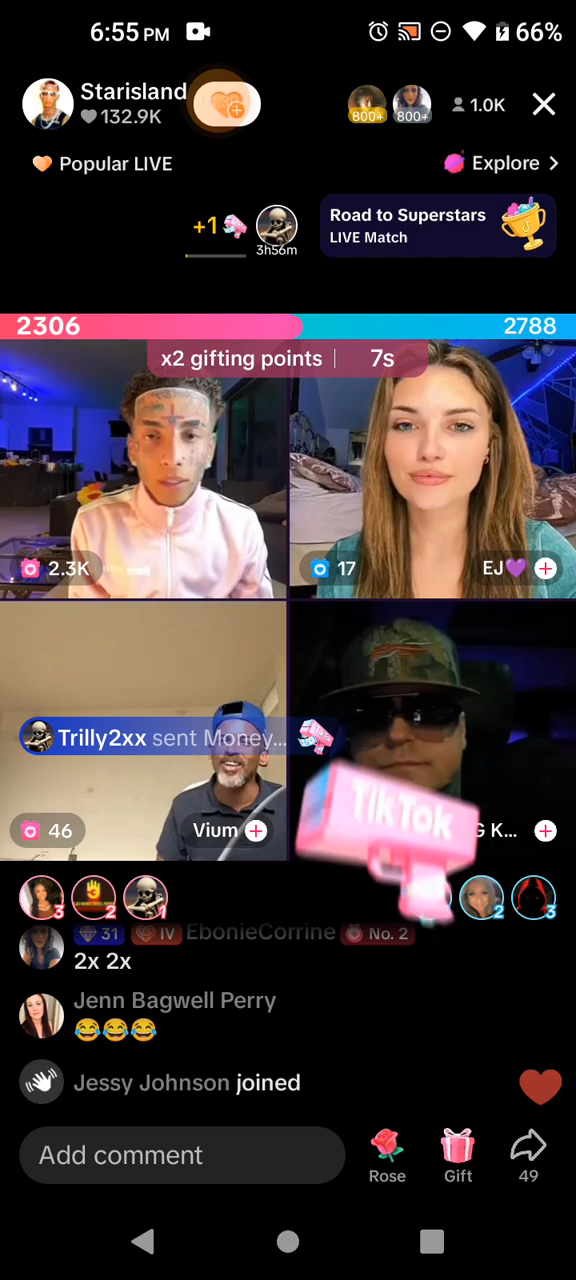 6:55 PM
66%
Starisland
132.9K
800+
800+
1.0K
Popular LIVE
Explore
+1
3h56m
Road to Superstars
LIVE Match
2306
2788
x2 gifting points
7s
2.3K
17
EJ💜
Trilly2xx sent Money...
TikTok
46
Vium
G K...
3
2
1
2
3
31
IV
EbonieCorrine
No. 2
2x 2x
Jenn Bagwell Perry
😂😂😂
Jessy Johnson joined
Add comment
Rose
Gift
49